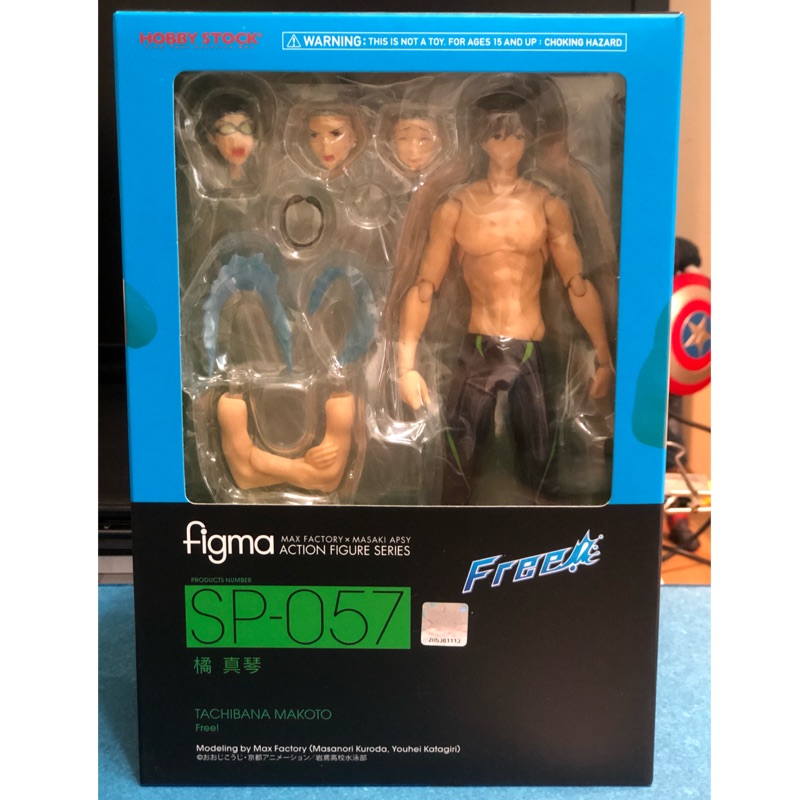 HOBBY STOCK
WARNING: THIS IS NOT A TOY. FOR AGES 15 AND UP : CHOKING HAZARD
figma
MAX FACTORY × MASAKI APSY
ACTION FIGURE SERIES
Free!
PRODUCTS NUMBER
SP-057
橘 真琴
TACHIBANA MAKOTO
Free!
Modeling by Max Factory (Masanori Kuroda, Youhei Katagiri)
©おおじこうじ・京都アニメーション／岩鳶高校水泳部